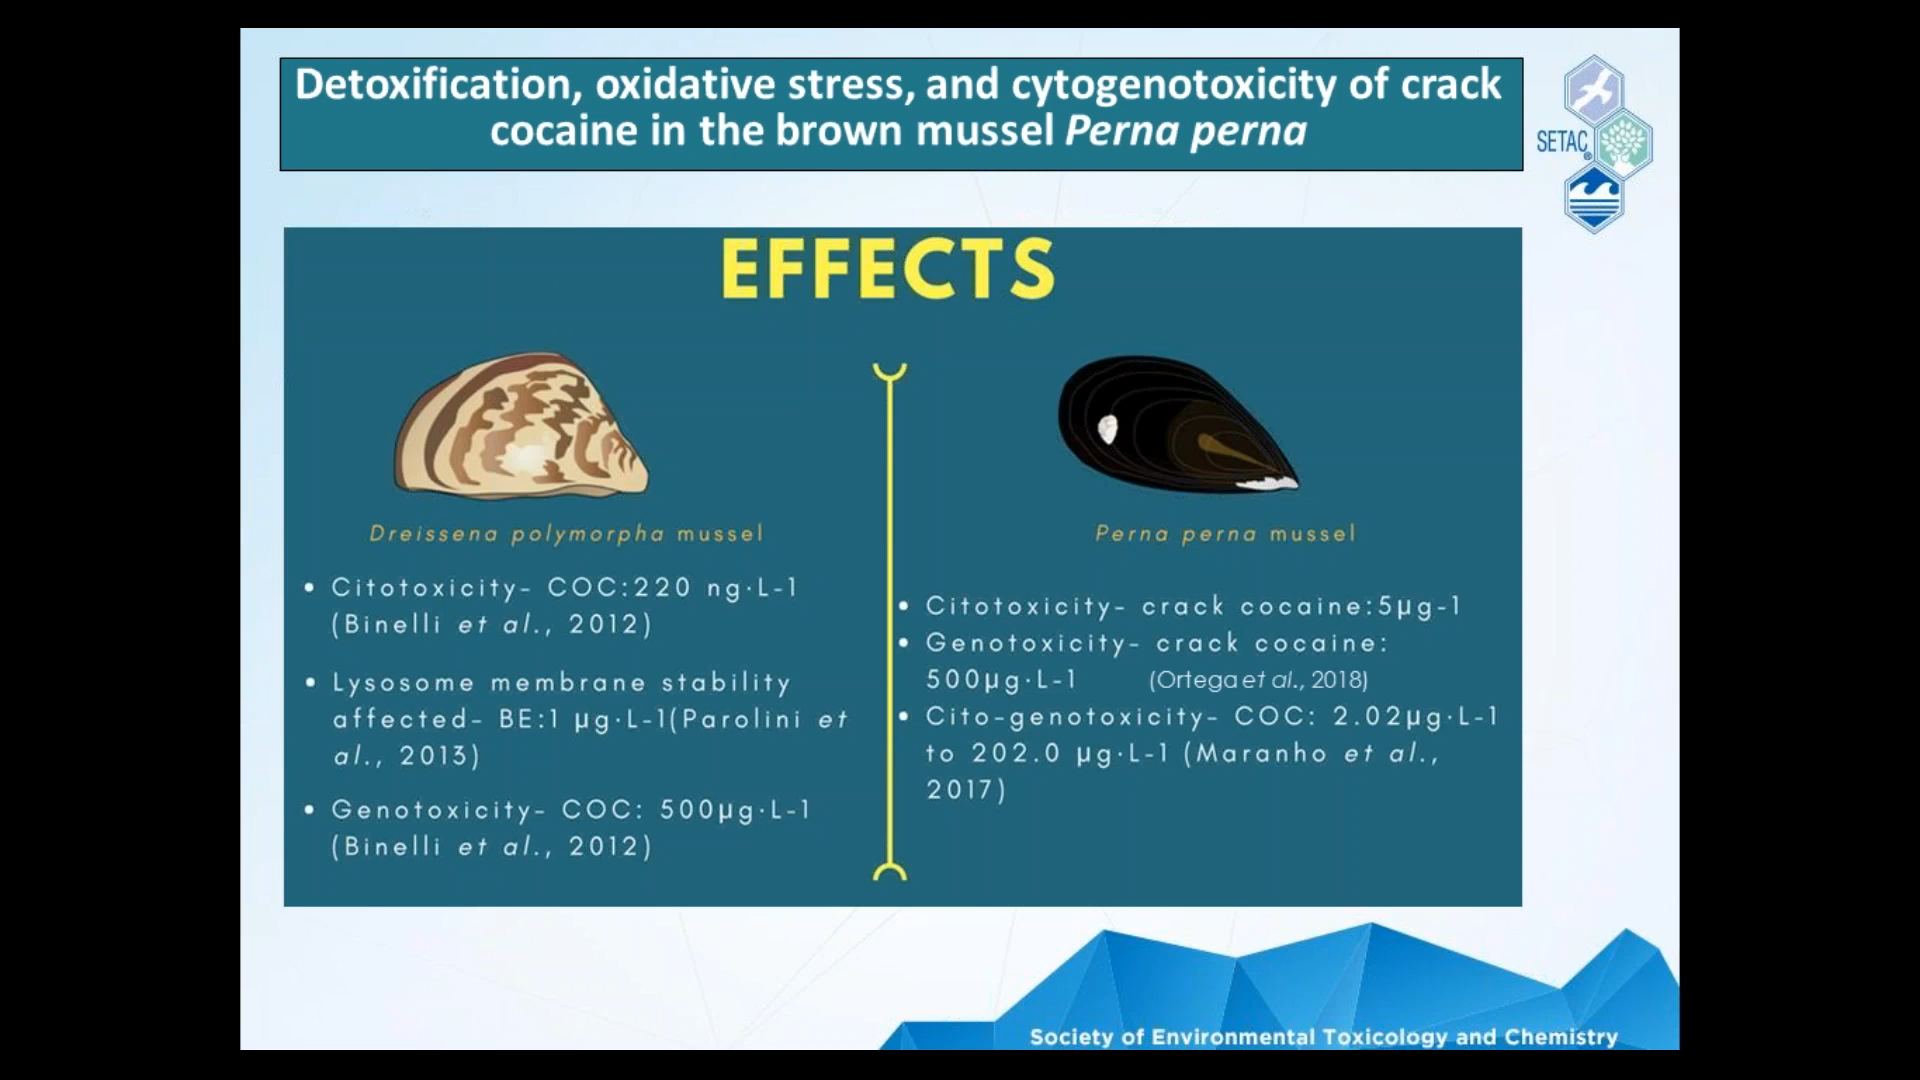 Detoxification, oxidative stress, and cytogenotoxicity of crack
cocaine in the brown mussel Perna perna
SETAC
®
EFFECTS
Dreissena polymorpha mussel
• Citotoxicity- COC:220 ng·L-1
(Binelli et al., 2012)
• Lysosome membrane stability
affected- BE:1 µg·L-1(Parolini et
al., 2013)
• Genotoxicity- COC: 500µg·L-1
(Binelli et al., 2012)
Perna perna mussel
• Citotoxicity- crack cocaine:5µg-1
• Genotoxicity- crack cocaine:
500µg·L-1 (Ortega et al., 2018)
• Cito-genotoxicity- COC: 2.02µg·L-1
to 202.0 µg·L-1 (Maranho et al.,
2017)
Society of Environmental Toxicology and Chemistry